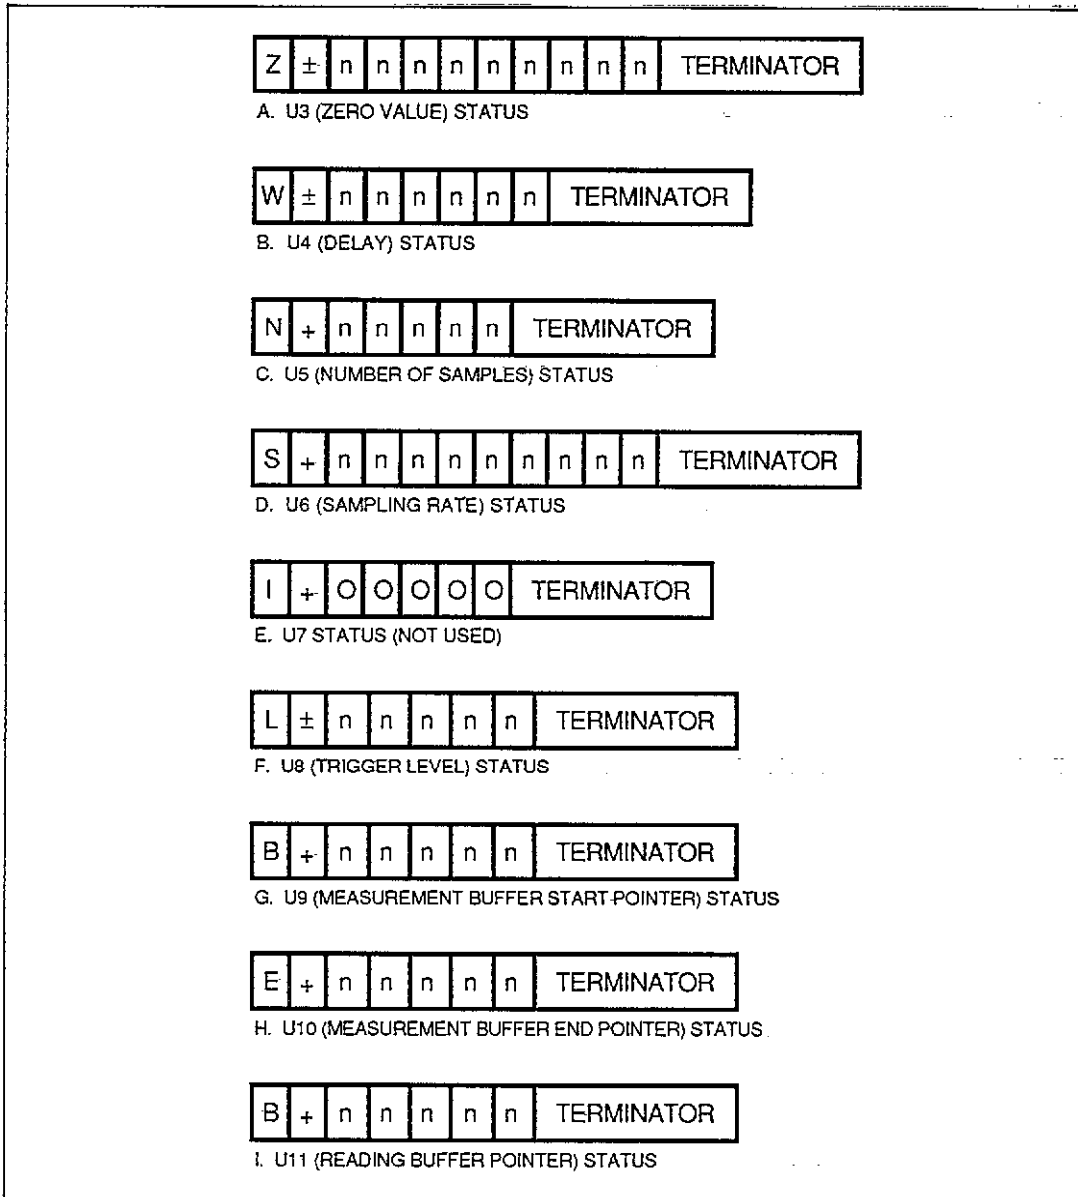 Z ± n n n n n n n n n TERMINATOR
A. U3 (ZERO VALUE) STATUS
W ± n n n n n n TERMINATOR
B. U4 (DELAY) STATUS
N + n n n n n TERMINATOR
C. U5 (NUMBER OF SAMPLES) STATUS
S + n n n n n n n n n TERMINATOR
D. U6 (SAMPLING RATE) STATUS
I + O O O O O TERMINATOR
E. U7 STATUS (NOT USED)
L ± n n n n n TERMINATOR
F. U8 (TRIGGER LEVEL) STATUS
B + n n n n n TERMINATOR
G. U9 (MEASUREMENT BUFFER START POINTER) STATUS
E + n n n n n TERMINATOR
H. U10 (MEASUREMENT BUFFER END POINTER) STATUS
B + n n n n n TERMINATOR
I. U11 (READING BUFFER POINTER) STATUS